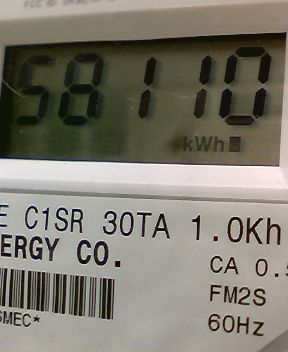 58110
kWh
E C1SR 30TA 1.0Kh
ERGY CO.
CA 0.5
FM2S
60Hz
SMEC*